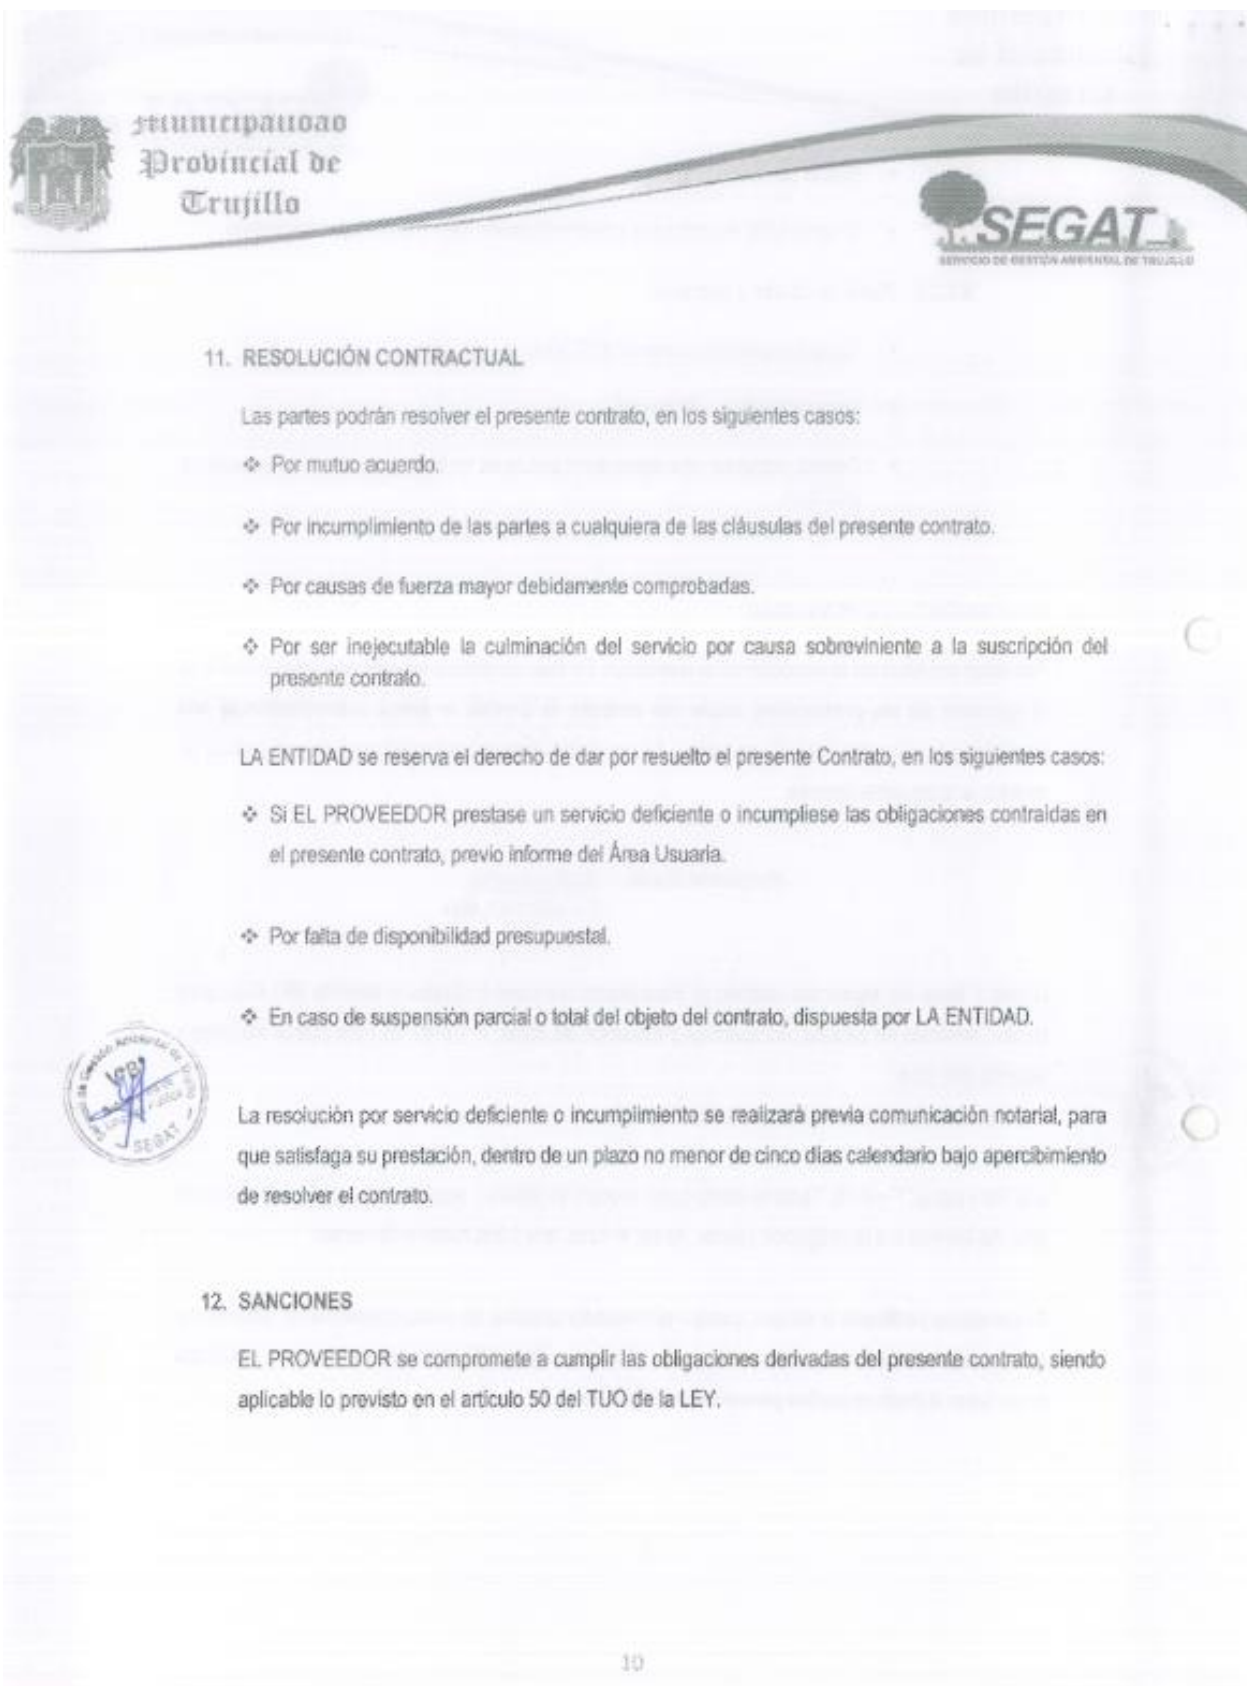 Municipalidad
Provincial de
Trujillo
SEGAT
SERVICIO DE GESTIÓN AMBIENTAL DE TRUJILLO
11. RESOLUCIÓN CONTRACTUAL
Las partes podrán resolver el presente contrato, en los siguientes casos:
❖ Por mutuo acuerdo.
❖ Por incumplimiento de las partes a cualquiera de las cláusulas del presente contrato.
❖ Por causas de fuerza mayor debidamente comprobadas.
❖ Por ser inejecutable la culminación del servicio por causa sobreviniente a la suscripción del
presente contrato.
LA ENTIDAD se reserva el derecho de dar por resuelto el presente Contrato, en los siguientes casos:
❖ Si EL PROVEEDOR prestase un servicio deficiente o incumpliese las obligaciones contraídas en
el presente contrato, previo informe del Área Usuaria.
❖ Por falta de disponibilidad presupuestal.
❖ En caso de suspensión parcial o total del objeto del contrato, dispuesta por LA ENTIDAD.
SEGAT
La resolución por servicio deficiente o incumplimiento se realizará previa comunicación notarial, para
que satisfaga su prestación, dentro de un plazo no menor de cinco días calendario bajo apercibimiento
de resolver el contrato.
12. SANCIONES
EL PROVEEDOR se compromete a cumplir las obligaciones derivadas del presente contrato, siendo
aplicable lo previsto en el artículo 50 del TUO de la LEY.
10